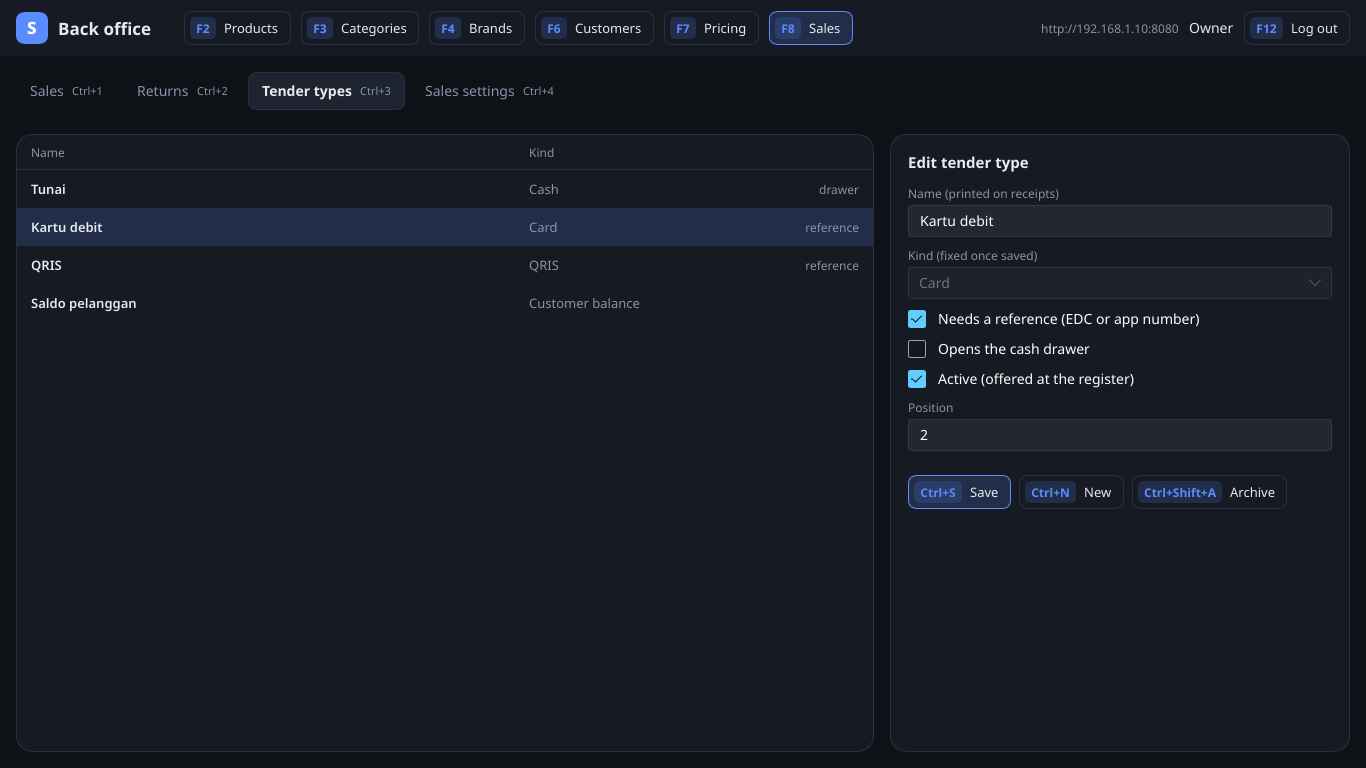 S Back office F2 Products F3 Categories F4 Brands F6 Customers F7 Pricing F8 Sales http://192.168.1.10:8080 Owner F12 Log out
Sales Ctrl+1 Returns Ctrl+2 Tender types Ctrl+3 Sales settings Ctrl+4
Name Kind
Tunai Cash drawer
Kartu debit Card reference
QRIS QRIS reference
Saldo pelanggan Customer balance
Edit tender type
Name (printed on receipts)
Kartu debit
Kind (fixed once saved)
Card
Needs a reference (EDC or app number)
Opens the cash drawer
Active (offered at the register)
Position
2
Ctrl+S Save Ctrl+N New Ctrl+Shift+A Archive